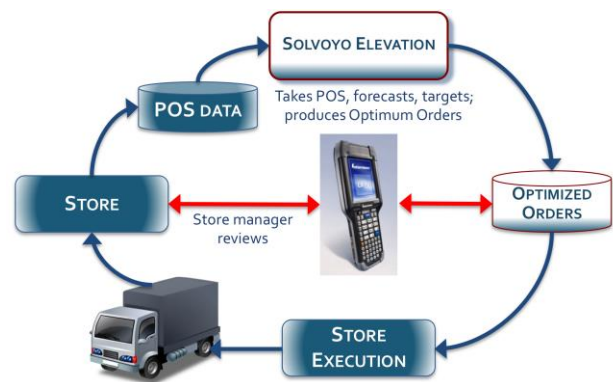 SOLVOYO ELEVATION
Takes POS, forecasts, targets;
produces Optimum Orders
POS DATA
STORE
Store manager
reviews
OPTIMIZED
ORDERS
STORE
EXECUTION